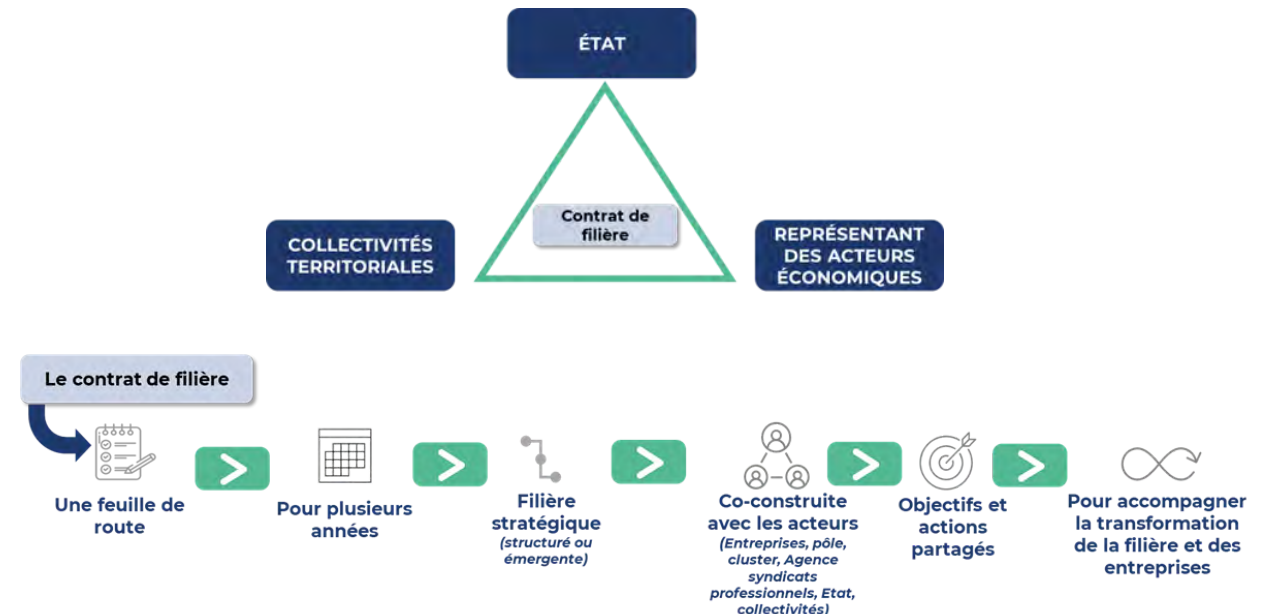 ÉTAT
Contrat de
filière
COLLECTIVITÉS
TERRITORIALES
REPRÉSENTANT
DES ACTEURS
ÉCONOMIQUES
Le contrat de filière
Une feuille de
route
Pour plusieurs
années
Filière
stratégique
(structuré ou
émergente)
Co-construite
avec les acteurs
(Entreprises, pôle,
cluster, Agence
syndicats
professionnels, Etat,
collectivités)
Objectifs et
actions
partagés
Pour accompagner
la transformation
de la filière et des
entreprises